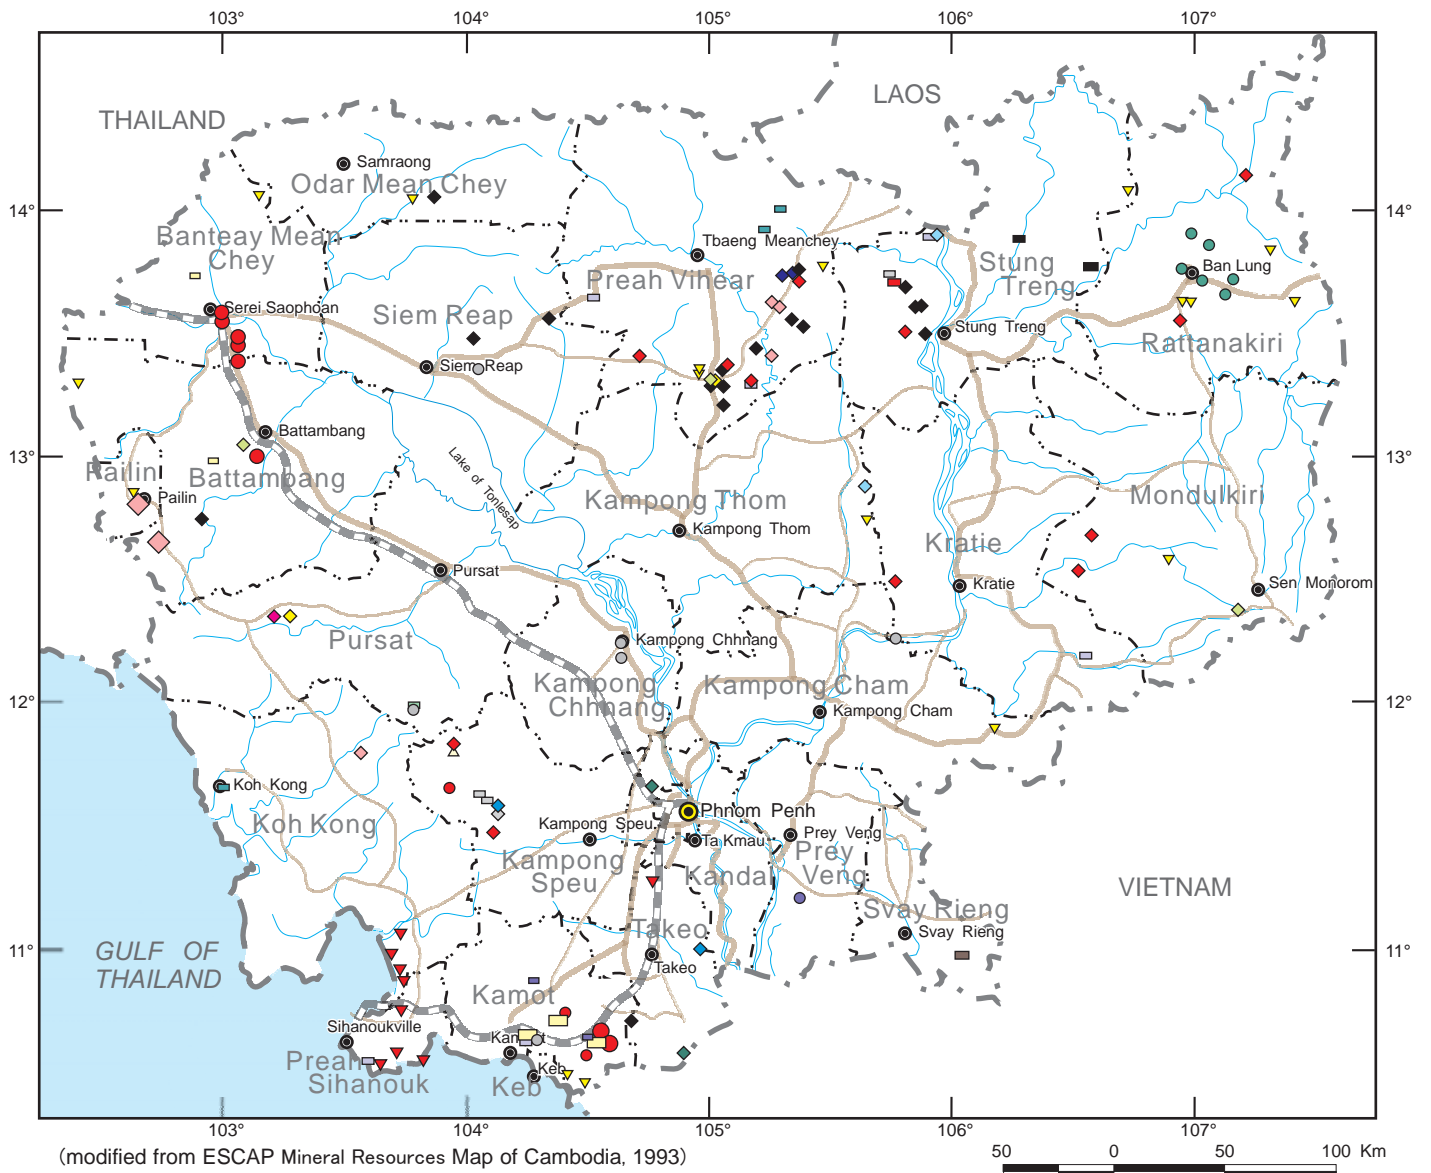 103°
104°
105°
106°
107°
LAOS
THAILAND
Samraong
Odar Mean Chey
14°
14°
Banteay Mean
Chey
Tbaeng Meanchey
Stung
Treng
Ban Lung
Preah Vihear
Serei Saophoan
Siem Reap
Stung Treng
Rattanakiri
Siem Reap
Battambang
13°
13°
Pailin
Battambang
Lake of Tonlesap
Pailin
Kampong Thom
Mondulkiri
Kampong Thom
Kratie
Pursat
Kratie
Sen Monorom
Pursat
Kampong Chhnang
Kampong
Chhnang
Kampong Cham
12°
12°
Kampong Cham
Koh Kong
Koh Kong
Phnom Penh
Kampong Speu
Ta Kmau
Prey Veng
Kampong
Speu
Kandal
Prey
Veng
VIETNAM
Svay Rieng
Svay Rieng
Takeo
11°
11°
GULF OF
THAILAND
Takeo
Kamot
Sihanoukville
Preah
Sihanouk
Keb
Keb
103°
104°
105°
106°
107°
(modified from ESCAP Mineral Resources Map of Cambodia, 1993)
50 0 50 100 Km